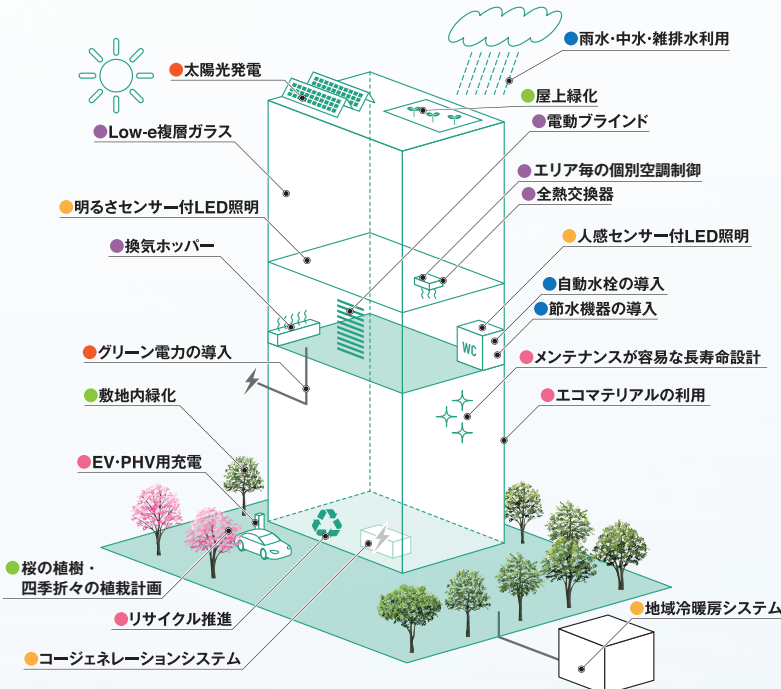 雨水・中水・雑排水利用
太陽光発電
屋上緑化
電動ブラインド
Low-e複層ガラス
エリア毎の個別空調制御
全熱交換器
明るさセンサー付LED照明
人感センサー付LED照明
換気ホッパー
自動水栓の導入
節水機器の導入
WC
グリーン電力の導入
メンテナンスが容易な長寿命設計
敷地内緑化
エコマテリアルの利用
EV・PHV用充電
桜の植樹・
四季折々の植栽計画
リサイクル推進
地域冷暖房システム
コージェネレーションシステム